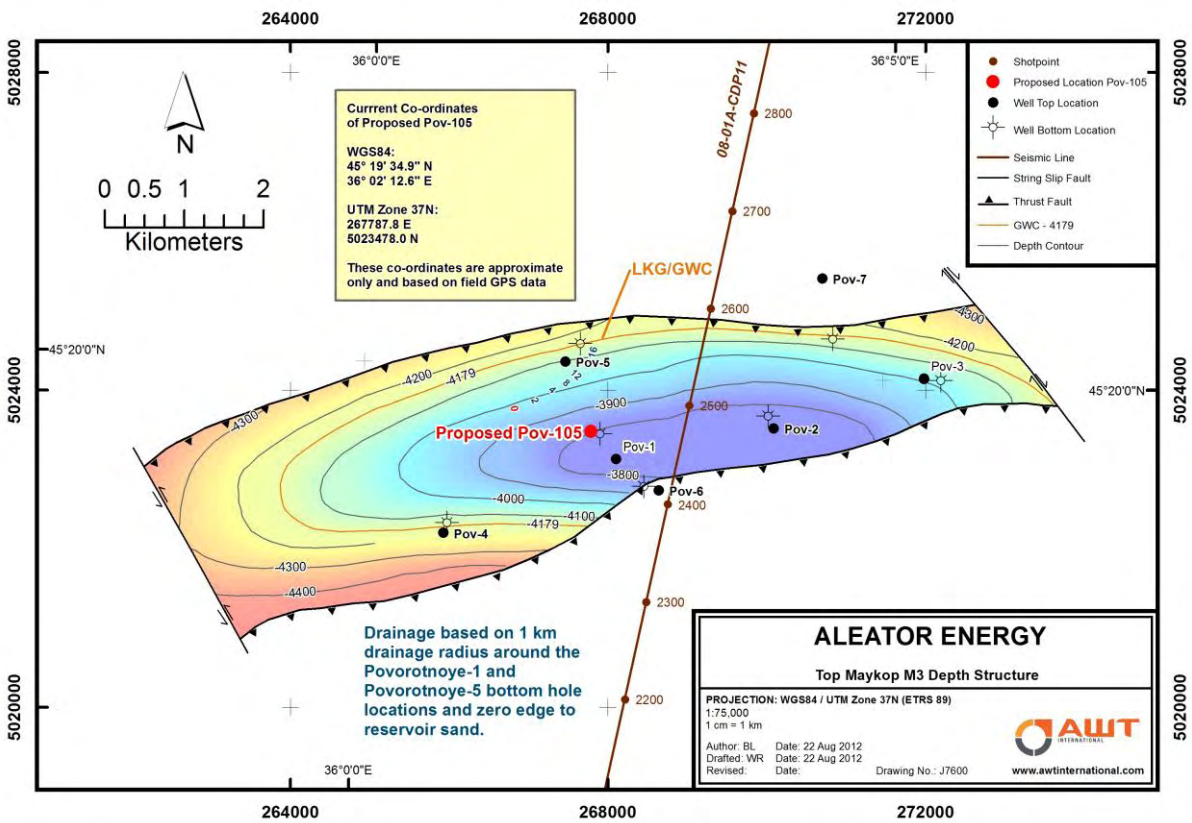 264000
268000
272000
5028000
5028000
36°0'0"E
36°5'0"E
N
0 0.5 1 2
Kilometers
Currrent Co-ordinates
of Proposed Pov-105
WGS84:
45° 19' 34.9" N
36° 02' 12.6" E
UTM Zone 37N:
267787.8 E
5023478.0 N
These co-ordinates are approximate
only and based on field GPS data
08-01A-CDP11
2800
2700
2600
2500
2400
2300
2200
Shotpoint
Proposed Location Pov-105
Well Top Location
Well Bottom Location
Seismic Line
String Slip Fault
Thrust Fault
GWC - 4179
Depth Contour
LKG/GWC
Pov-7
-4300
-4200
45°20'0"N
Pov-5
16
12
8
4
2
0
Pov-3
-4200
-4179
-3900
5024000
5024000
45°20'0"N
-4300
Proposed Pov-105
Pov-2
Pov-1
-3800
Pov-6
-4000
-4100
-4179
Pov-4
-4300
-4400
Drainage based on 1 km
drainage radius around the
Povorotnoye-1 and
Povorotnoye-5 bottom hole
locations and zero edge to
reservoir sand.
ALEATOR ENERGY
Top Maykop M3 Depth Structure
PROJECTION: WGS84 / UTM Zone 37N (ETRS 89)
1:75,000
1 cm = 1 km
Author: BL Date: 22 Aug 2012
Drafted: WR Date: 22 Aug 2012
Revised: Date: Drawing No.: J7600
AWT
INTERNATIONAL
www.awtinternational.com
5020000
5020000
36°0'0"E
264000
268000
272000